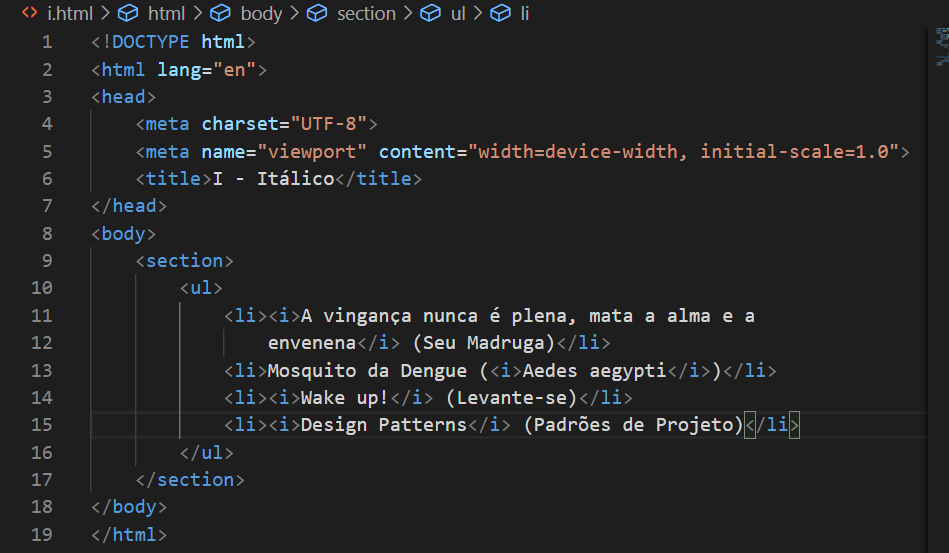 i.html > html > body > section > ul > li
1 <!DOCTYPE html>
2 <html lang="en">
3 <head>
4     <meta charset="UTF-8">
5     <meta name="viewport" content="width=device-width, initial-scale=1.0">
6     <title>I - Itálico</title>
7 </head>
8 <body>
9     <section>
10         <ul>
11             <li><i>A vingança nunca é plena, mata a alma e a
12                 envenena</i> (Seu Madruga)</li>
13             <li>Mosquito da Dengue (<i>Aedes aegypti</i>)</li>
14             <li><i>Wake up!</i> (Levante-se)</li>
15             <li><i>Design Patterns</i> (Padrões de Projeto)</li>
16         </ul>
17     </section>
18 </body>
19 </html>